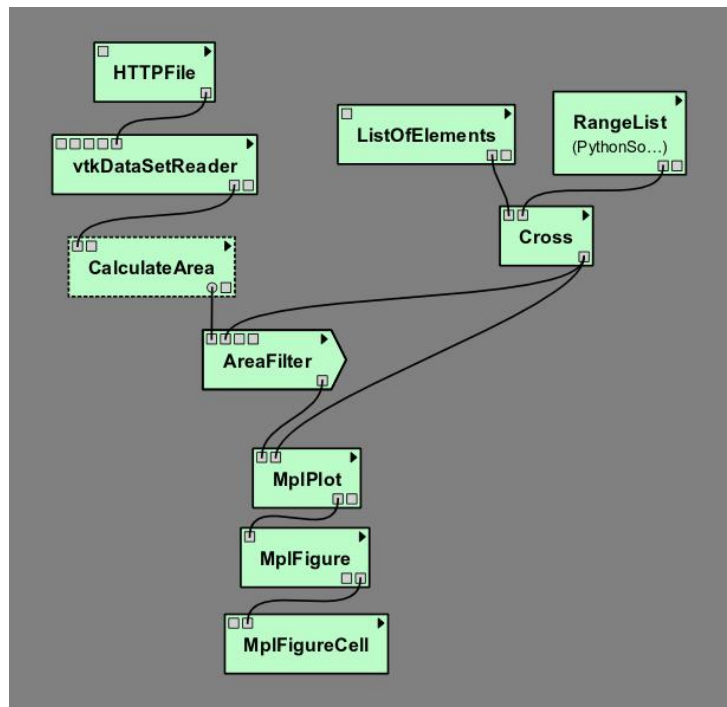 HTTPFile
vtkDataSetReader
ListOfElements
RangeList
(PythonSo...)
Cross
CalculateArea
AreaFilter
MplPlot
MplFigure
MplFigureCell